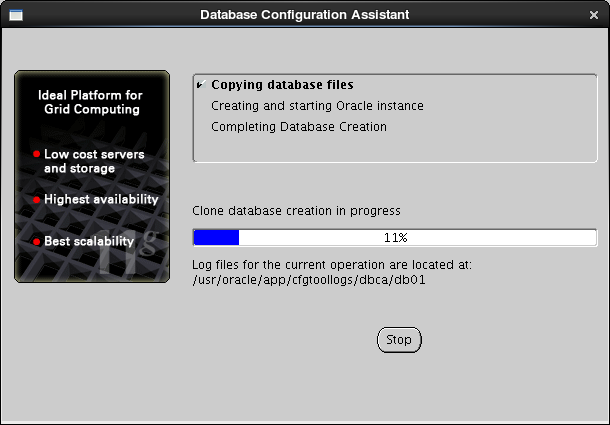 Database Configuration Assistant
Ideal Platform for
Grid Computing
Low cost servers
and storage
Highest availability
Best scalability
11g
Copying database files
Creating and starting Oracle instance
Completing Database Creation
Clone database creation in progress
11%
Log files for the current operation are located at:
/usr/oracle/app/cfgtoollogs/dbca/db01
Stop